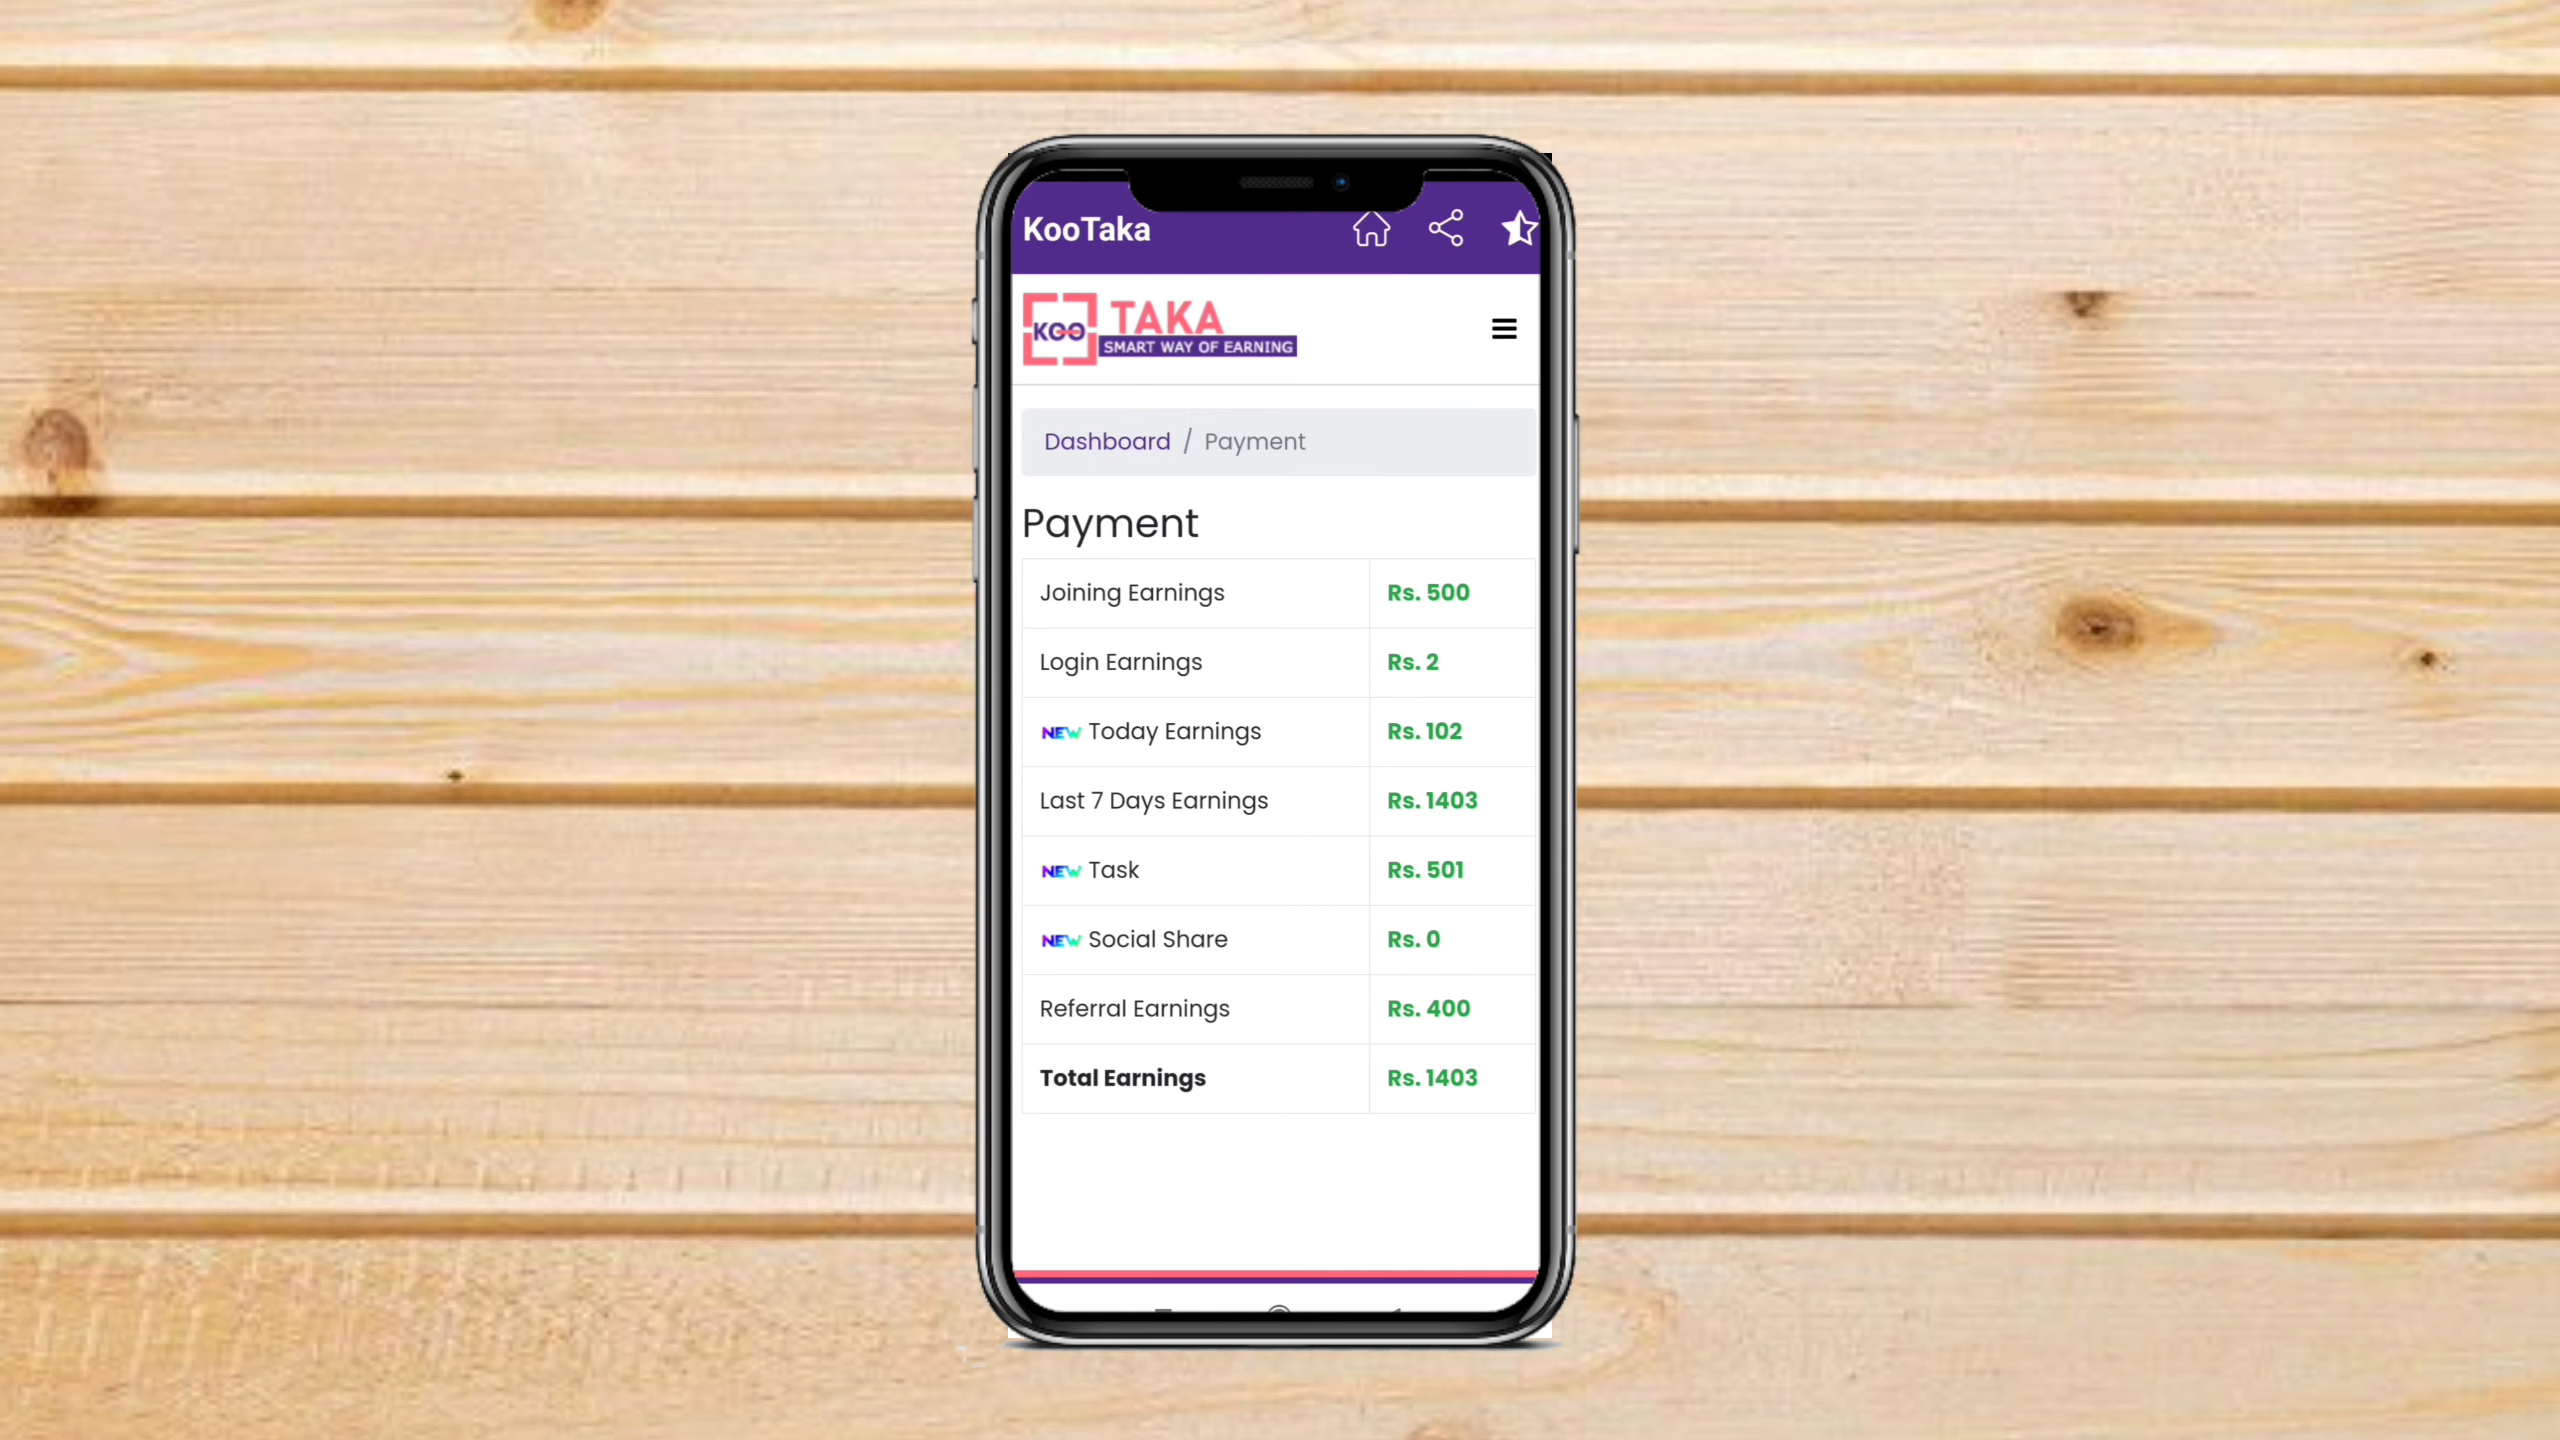 KooTaka
KOO TAKA
SMART WAY OF EARNING
Dashboard / Payment
Payment
Joining Earnings Rs. 500
Login Earnings Rs. 2
NEW Today Earnings Rs. 102
Last 7 Days Earnings Rs. 1403
NEW Task Rs. 501
NEW Social Share Rs. 0
Referral Earnings Rs. 400
Total Earnings Rs. 1403